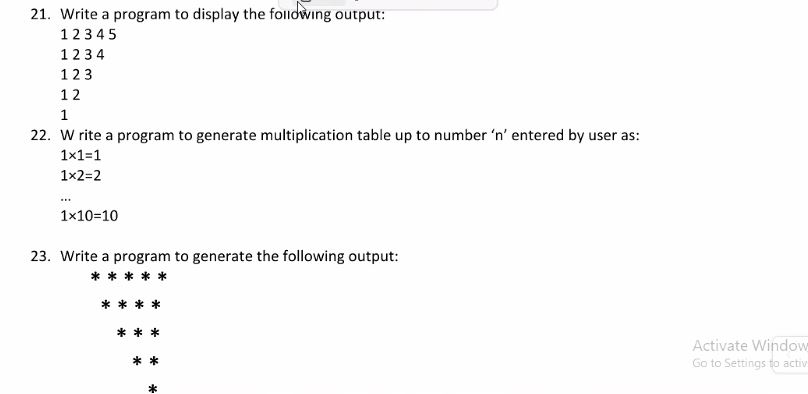 21. Write a program to display the following output:
1 2 3 4 5
1 2 3 4
1 2 3
1 2
1
22. W rite a program to generate multiplication table up to number ‘n’ entered by user as:
1×1=1
1×2=2
...
1×10=10
23. Write a program to generate the following output:
* * * * *
* * * *
* * *
* *
*
Activate Window
Go to Settings to activ